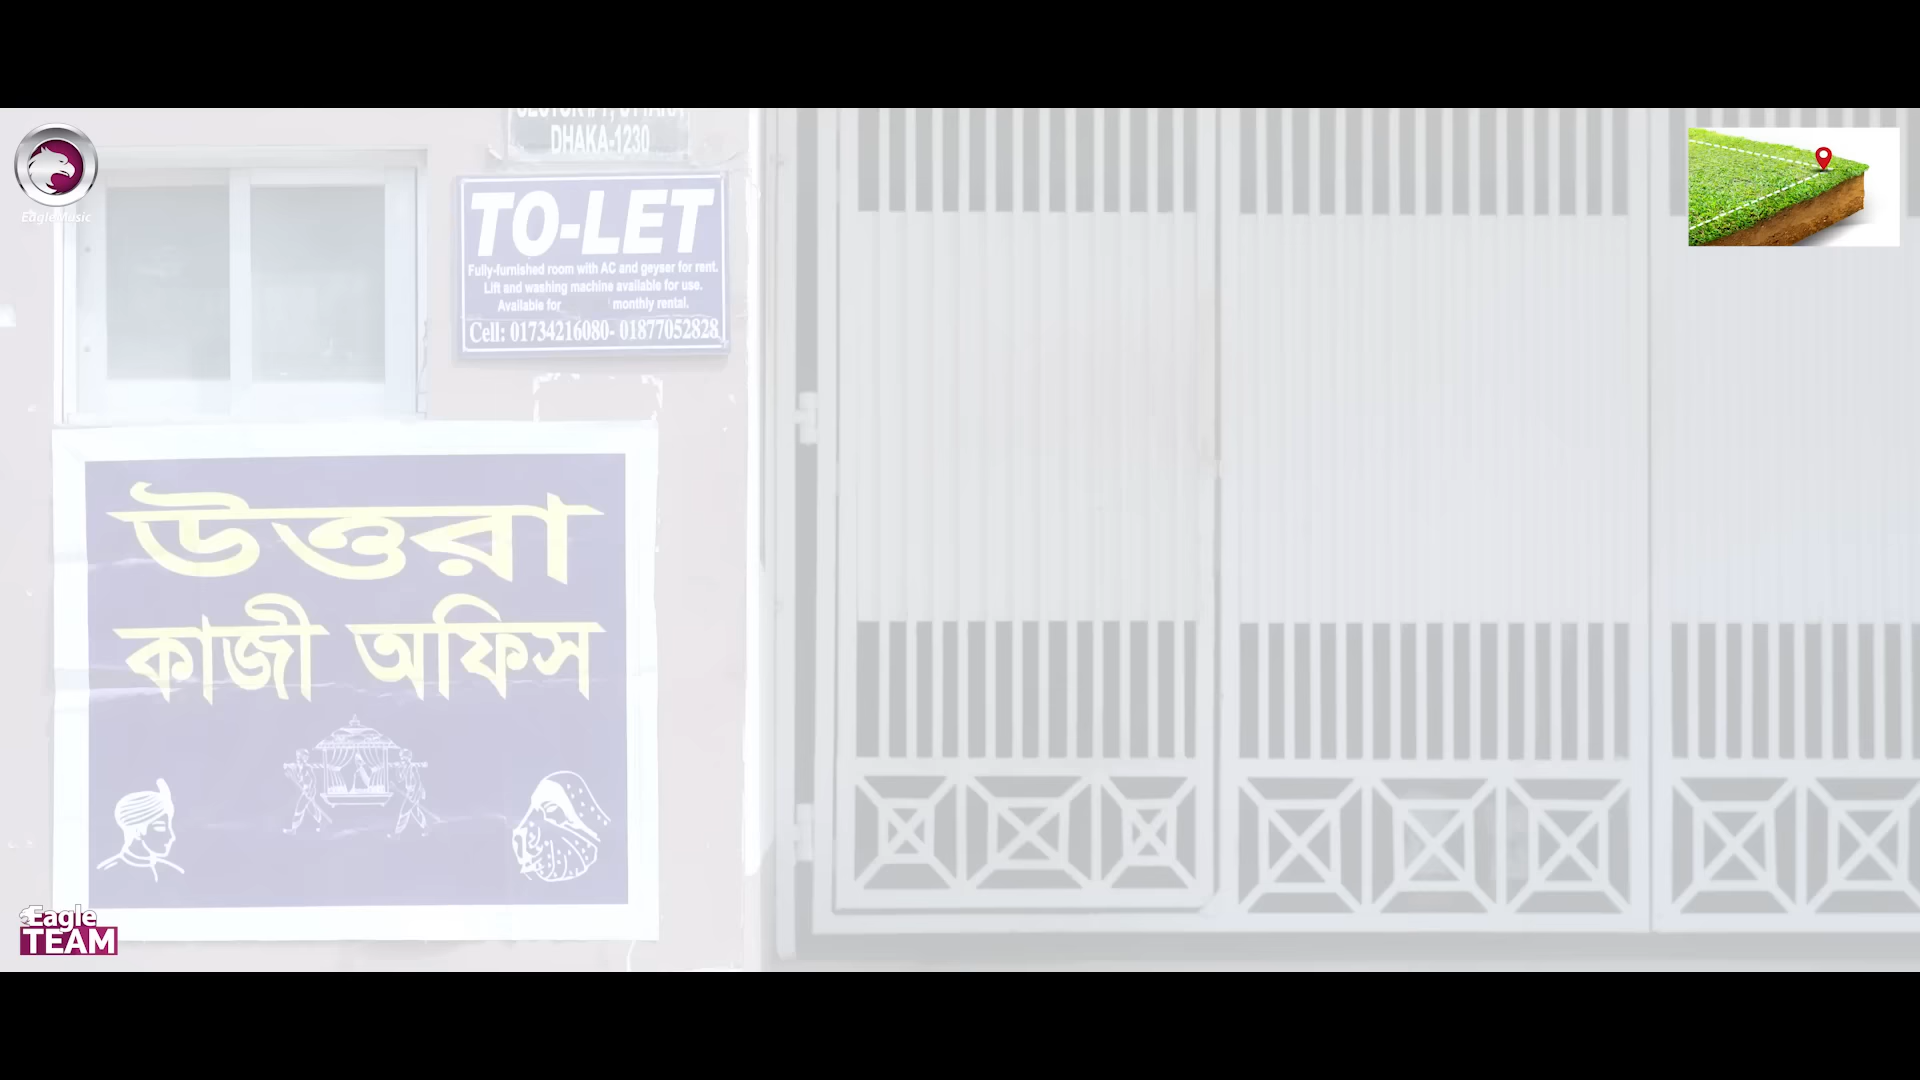 DHAKA-1230
TO-LET
Fully-furnished room with AC and geyser for rent.
Lift and washing machine available for use.
Available for monthly rental.
Cell: 01734216080- 01877052828
উত্তরা
কাজী অফিস
Eagle Music
Eagle
TEAM